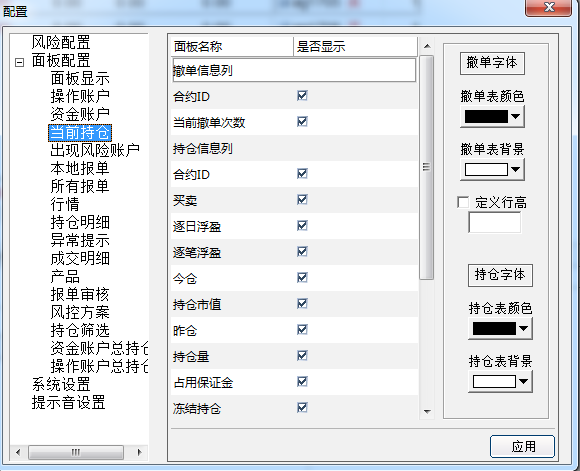 配置
风险配置
面板配置
面板显示
操作账户
资金账户
当前持仓
出现风险账户
本地报单
所有报单
行情
持仓明细
异常提示
成交明细
产品
报单审核
风控方案
持仓筛选
资金账户总持仓
操作账户总持仓
系统设置
提示音设置
面板名称 是否显示
撤单信息列
合约ID
当前撤单次数
持仓信息列
合约ID
买卖
逐日浮盈
逐笔浮盈
今仓
持仓市值
昨仓
持仓量
占用保证金
冻结持仓
撤单字体
撤单表颜色
撤单表背景
定义行高
持仓字体
持仓表颜色
持仓表背景
应用